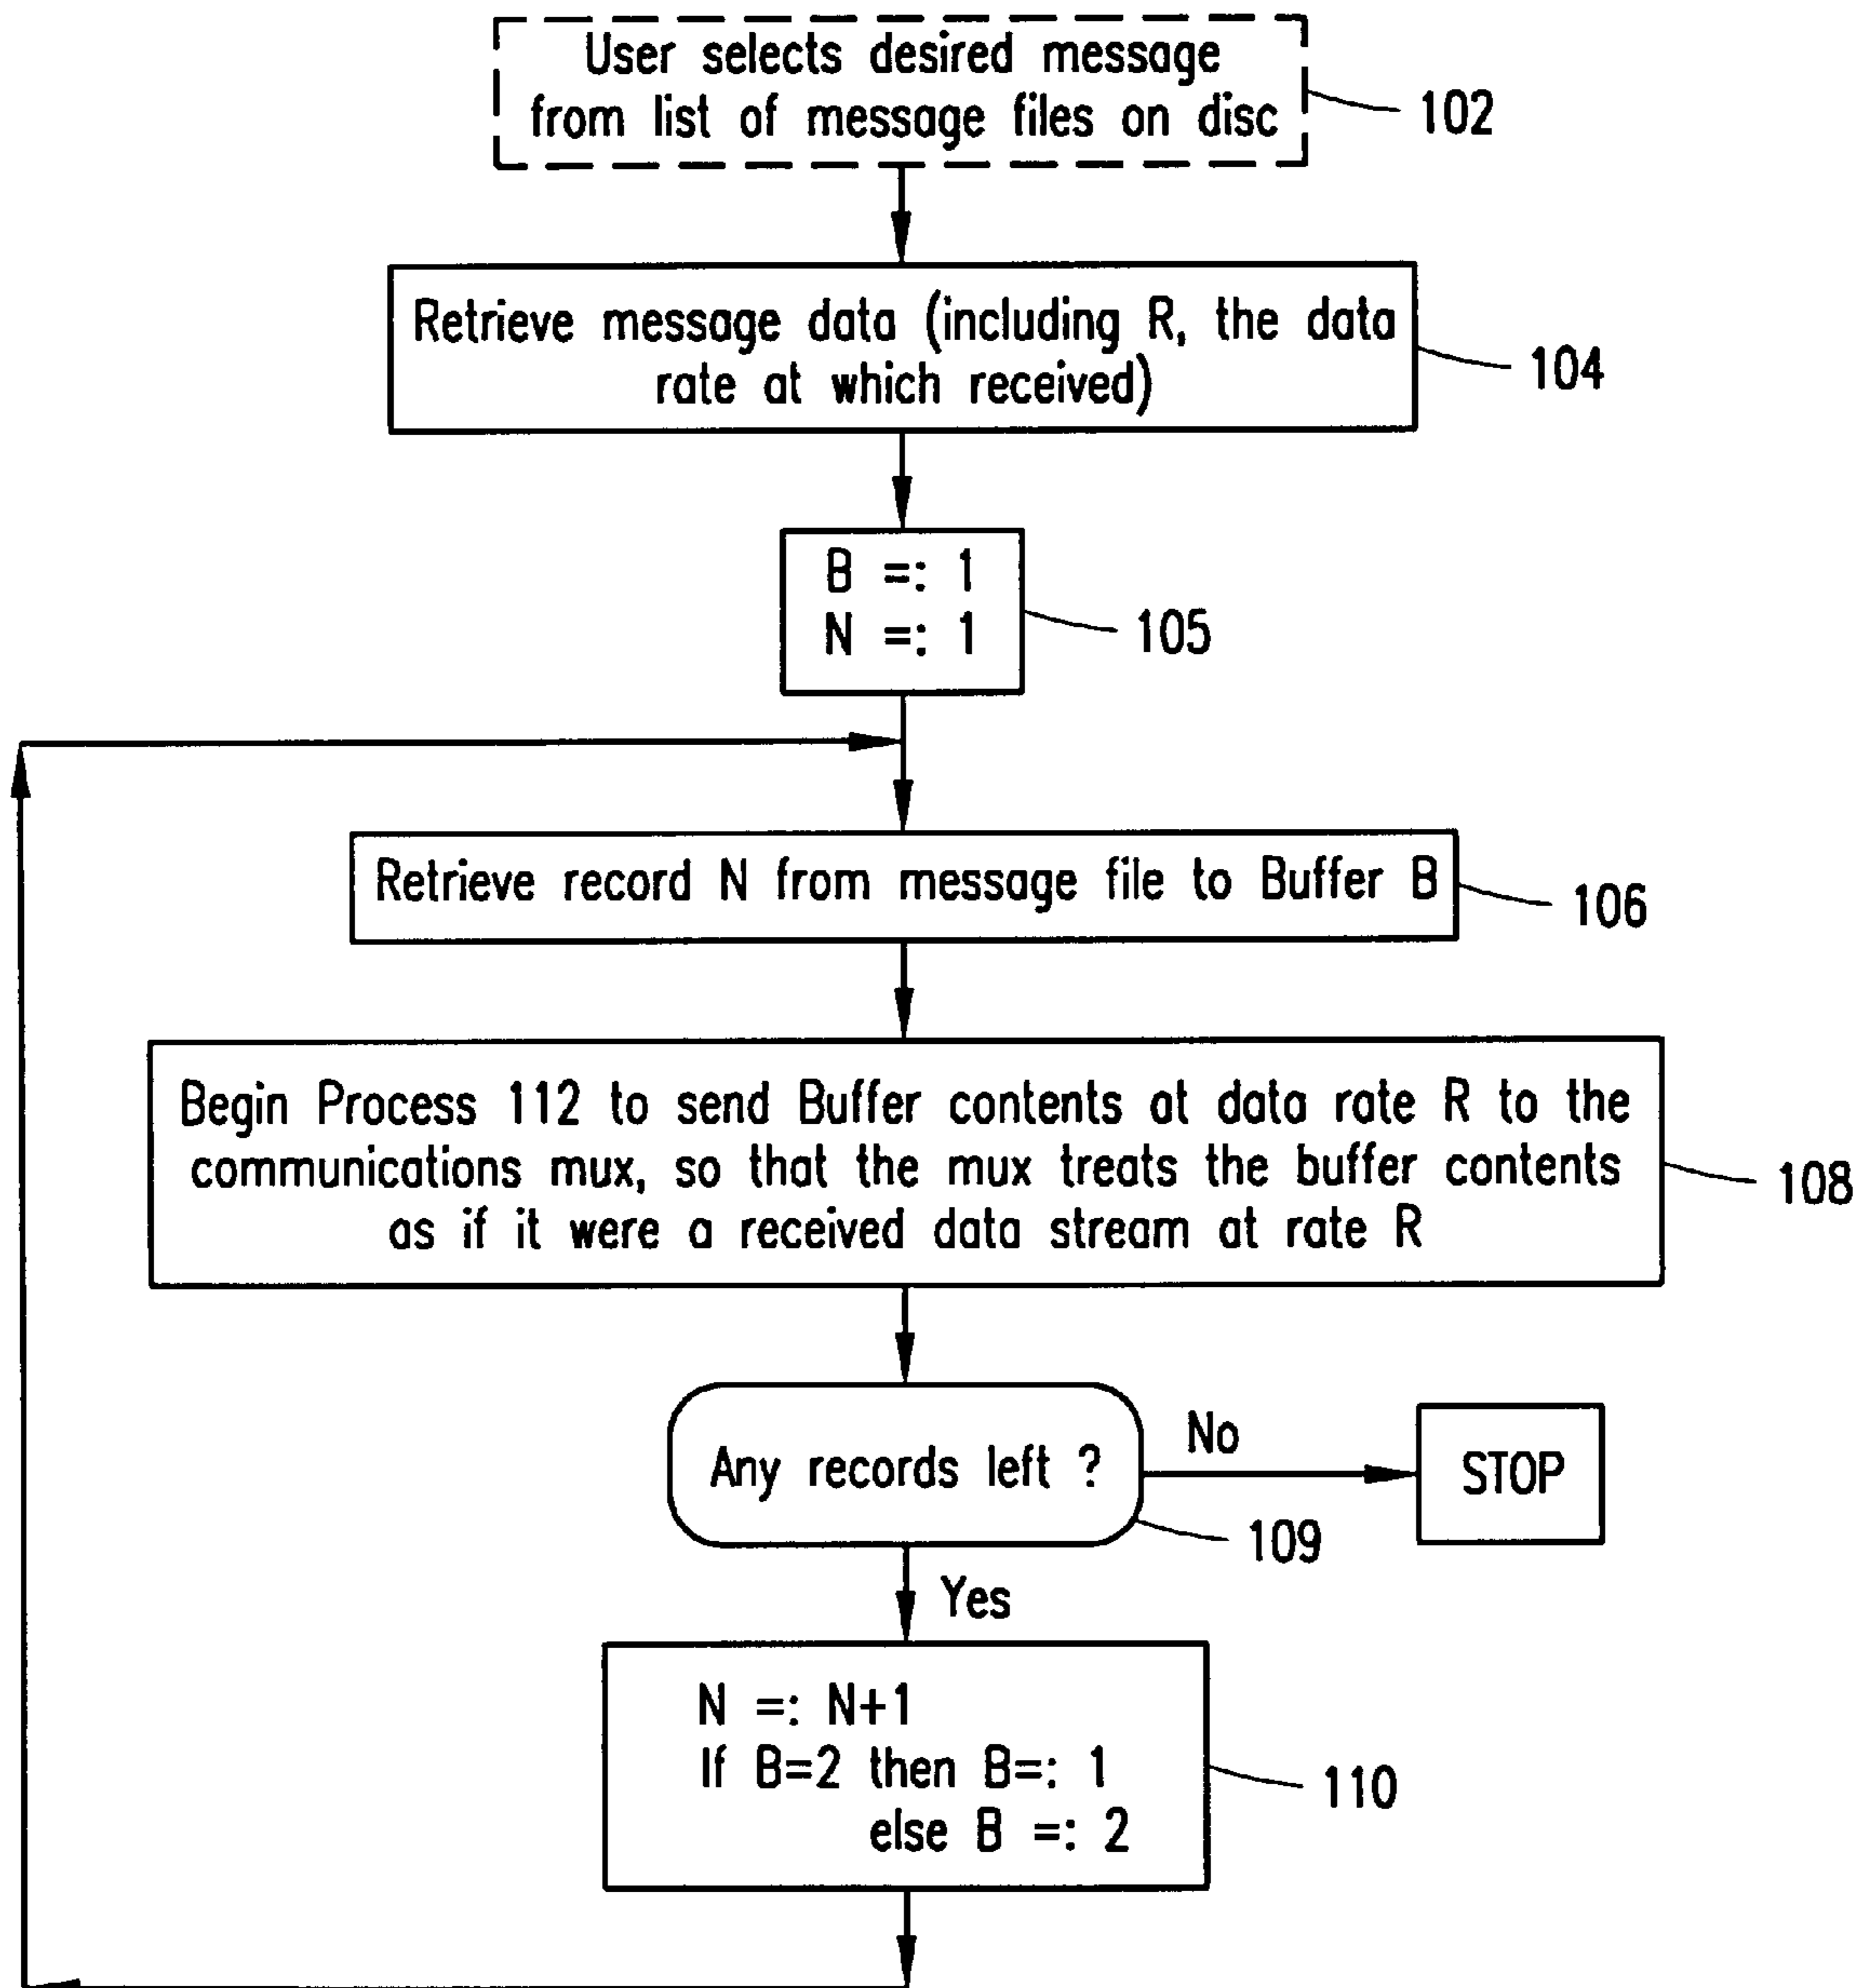 User selects desired message
from list of message files on disc
102
Retrieve message data (including R, the data
rate at which received)
104
B =: 1
N =: 1
105
Retrieve record N from message file to Buffer B
106
Begin Process 112 to send Buffer contents at data rate R to the
communications mux, so that the mux treats the buffer contents
as if it were a received data stream at rate R
108
Any records left ?
No
STOP
109
Yes
N =: N+1
If B=2 then B=: 1
else B =: 2
110